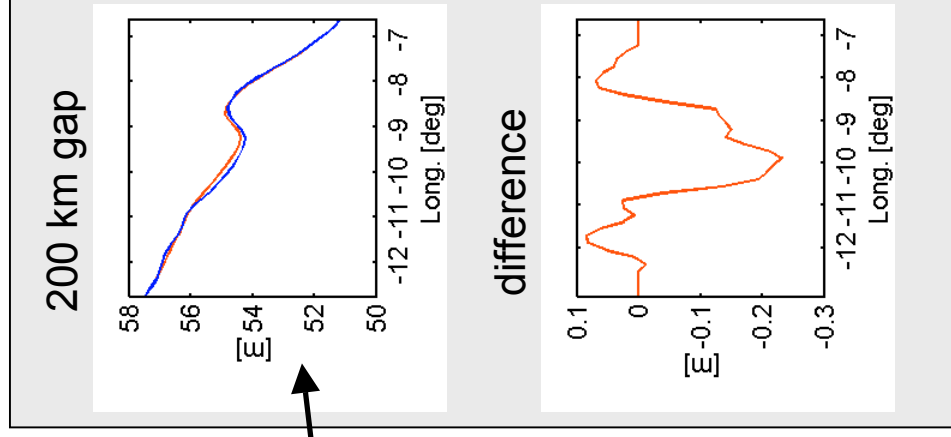 200 km gap
58
56
54
52
50
[m]
-12 -11 -10 -9 -8 -7
Long. [deg]
difference
0.1
0
-0.1
-0.2
-0.3
[m]
-12 -11 -10 -9 -8 -7
Long. [deg]